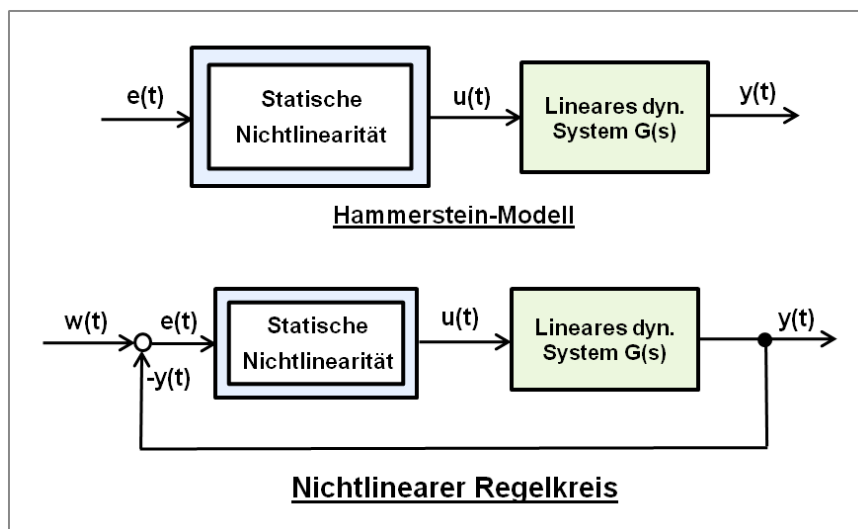 e(t)
Statische
Nichtlinearität
u(t)
Lineares dyn.
System G(s)
y(t)
Hammerstein-Modell
w(t)
e(t)
-y(t)
Statische
Nichtlinearität
u(t)
Lineares dyn.
System G(s)
y(t)
Nichtlinearer Regelkreis